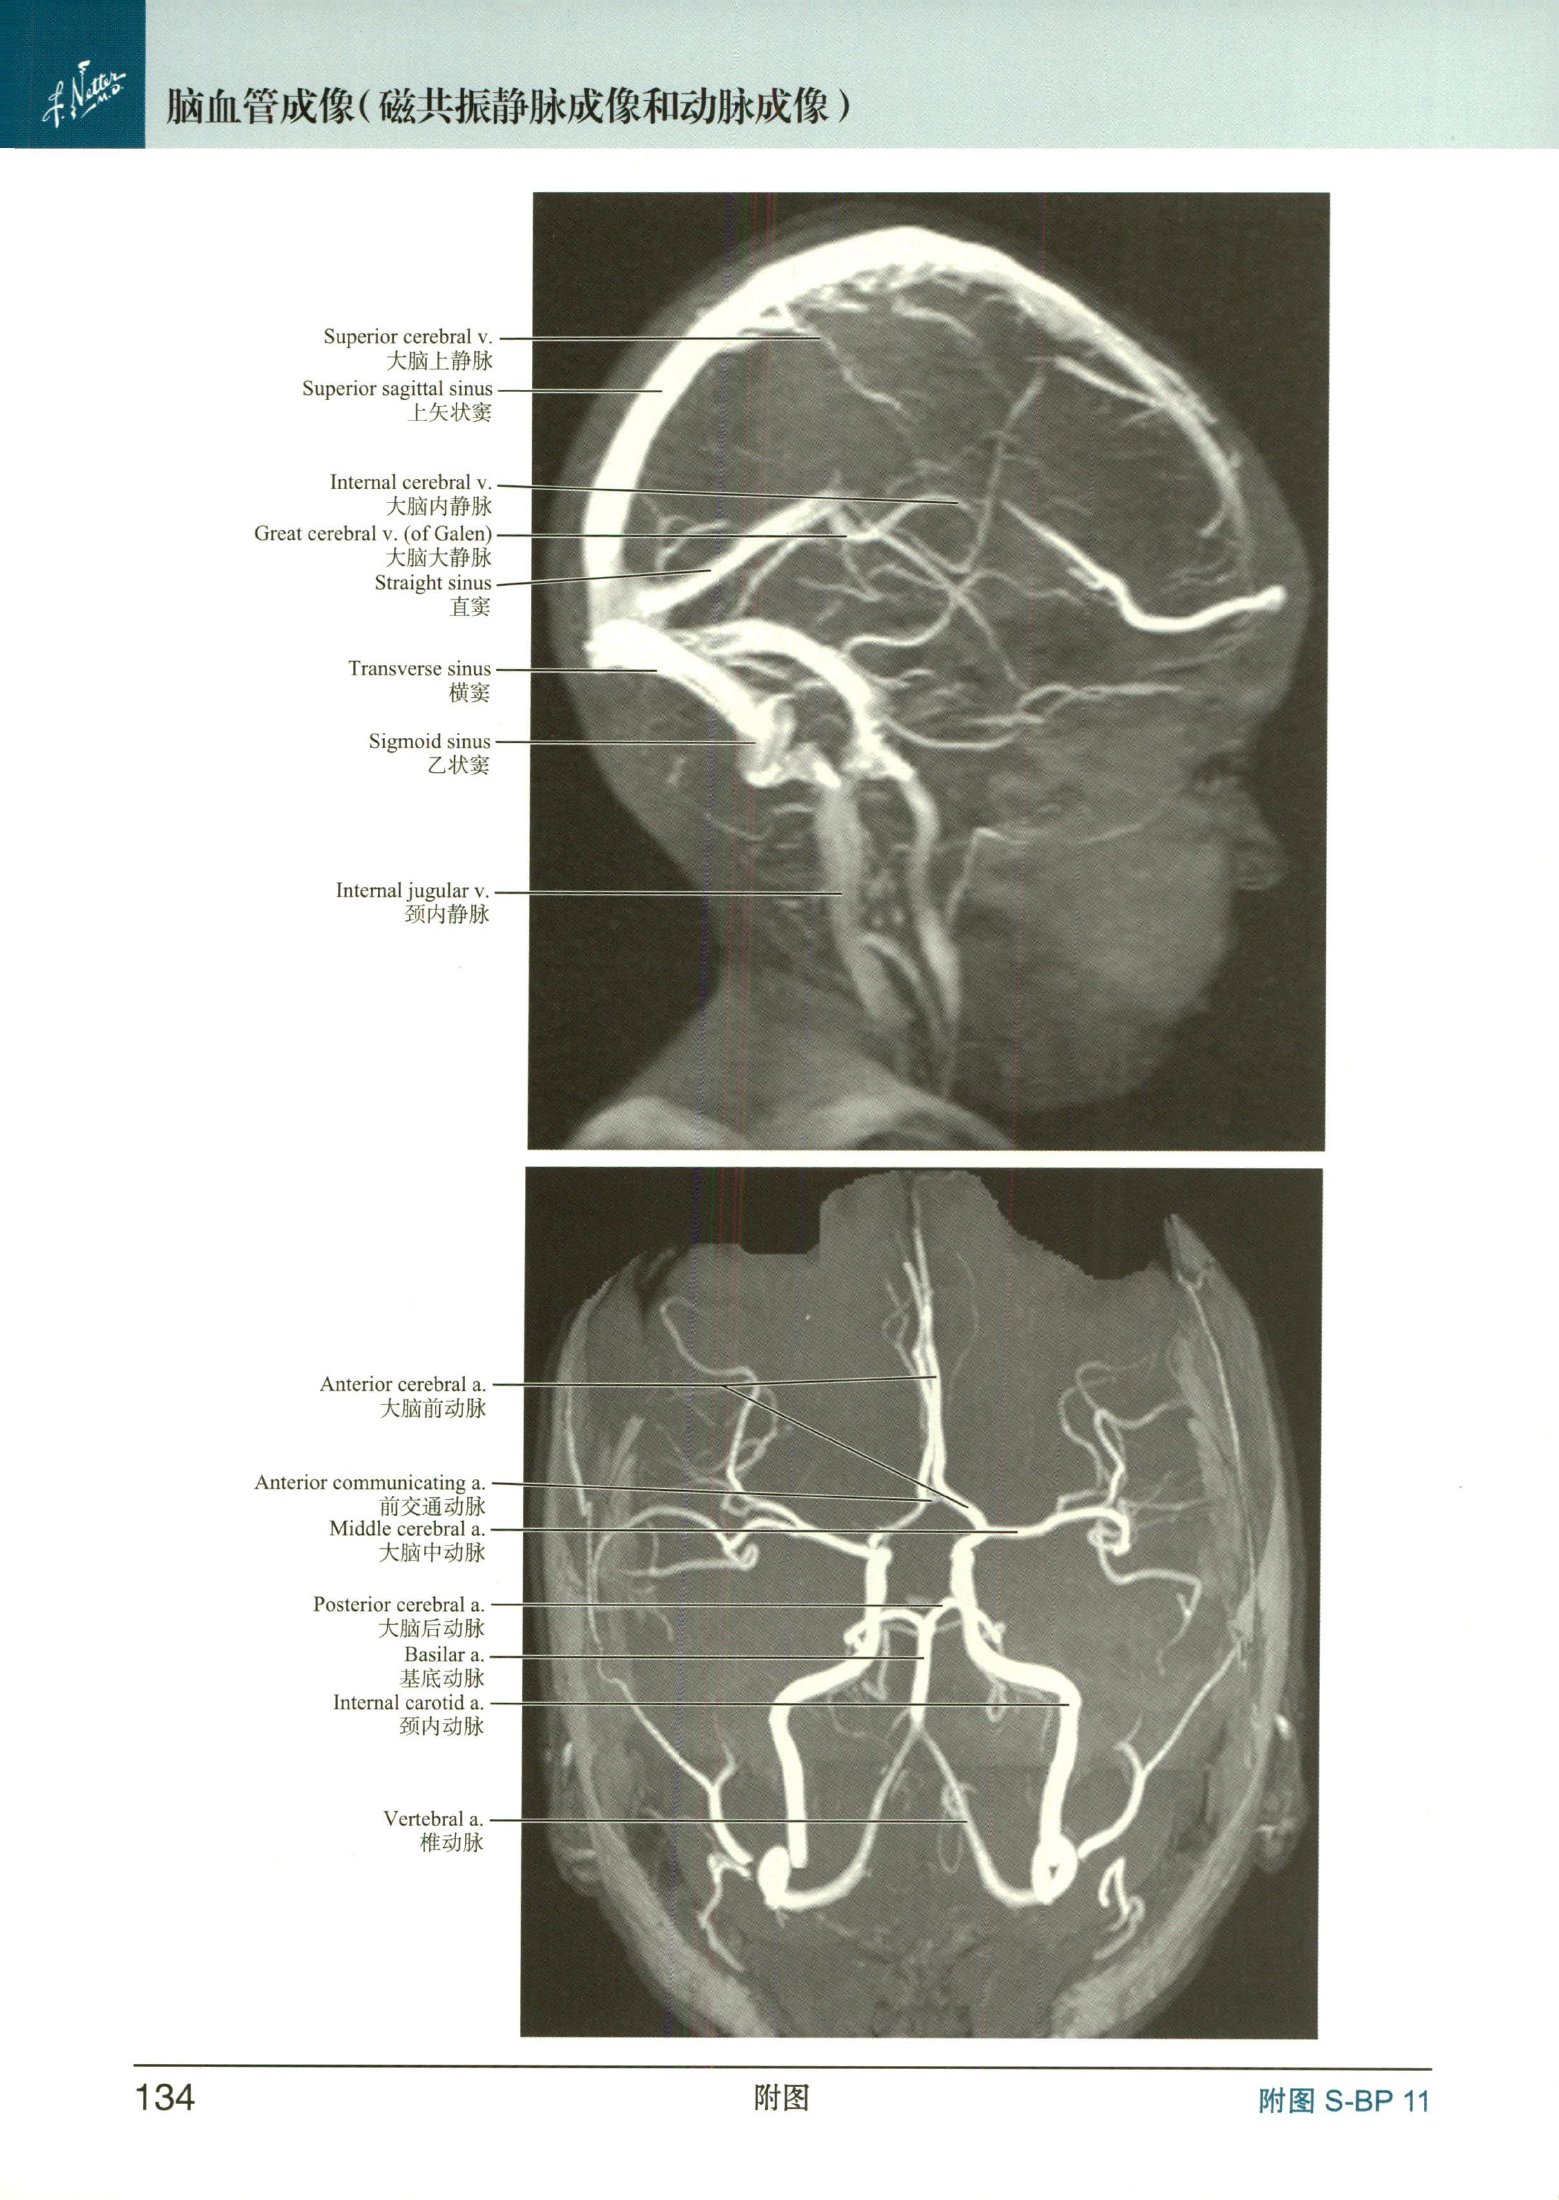 F. Netter M.D.
脑血管成像（磁共振静脉成像和动脉成像）
Superior cerebral v.
大脑上静脉
Superior sagittal sinus
上矢状窦
Internal cerebral v.
大脑内静脉
Great cerebral v. (of Galen)
大脑大静脉
Straight sinus
直窦
Transverse sinus
横窦
Sigmoid sinus
乙状窦
Internal jugular v.
颈内静脉
Anterior cerebral a.
大脑前动脉
Anterior communicating a.
前交通动脉
Middle cerebral a.
大脑中动脉
Posterior cerebral a.
大脑后动脉
Basilar a.
基底动脉
Internal carotid a.
颈内动脉
Vertebral a.
椎动脉
134
附图
附图 S-BP 11